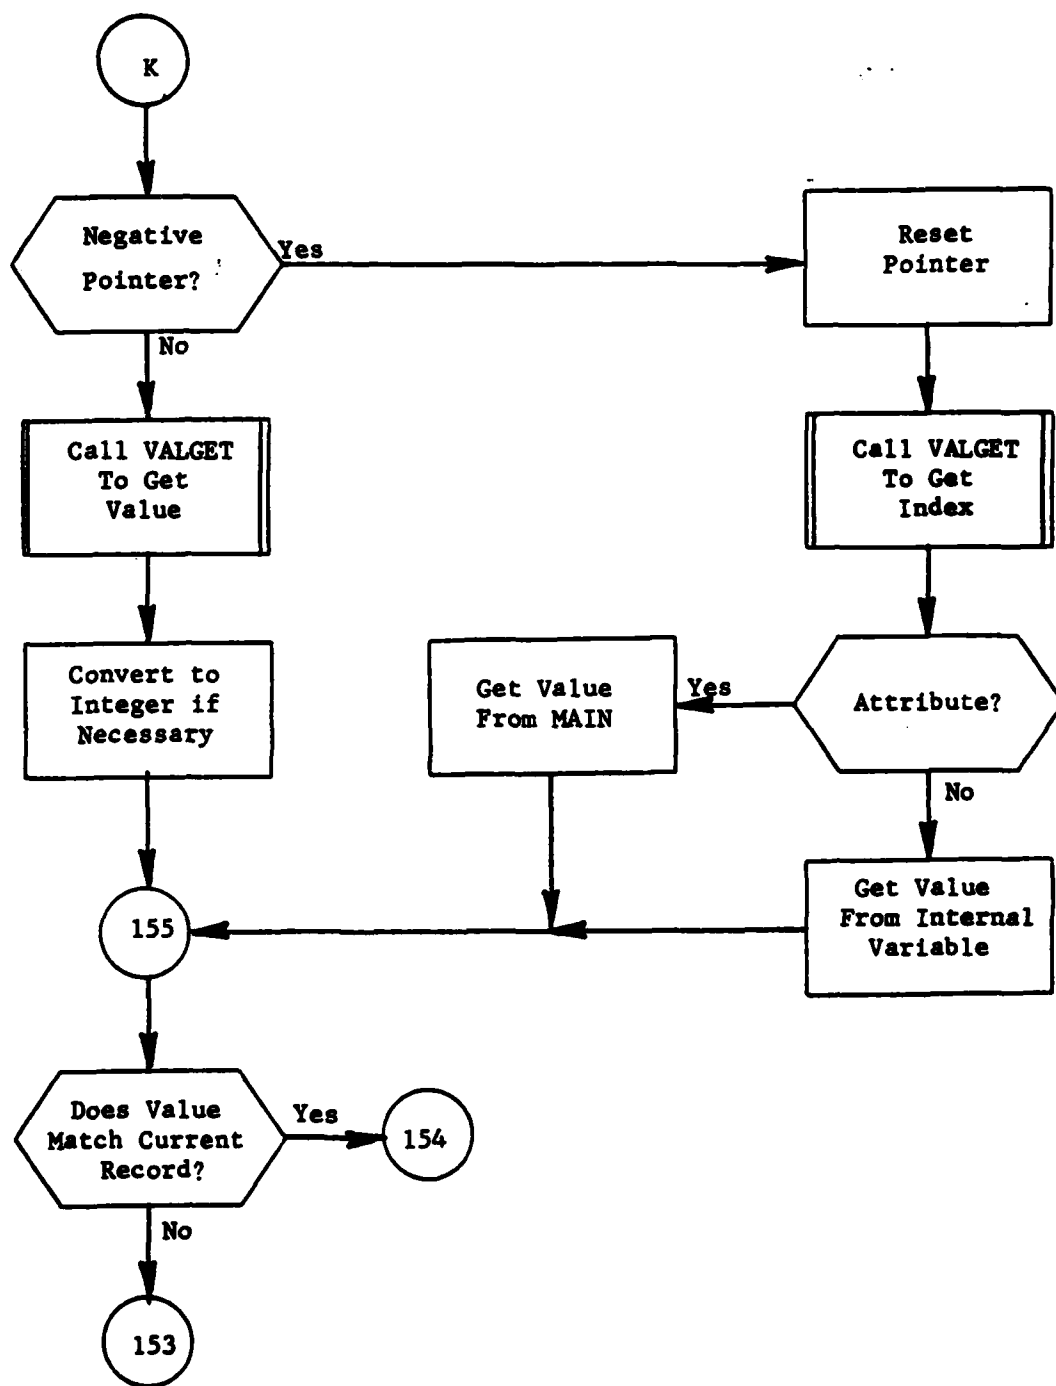 K
Negative
Pointer?
Yes
Reset
Pointer
No
Call VALGET
To Get
Value
Call VALGET
To Get
Index
Convert to
Integer if
Necessary
Get Value
From MAIN
Yes
Attribute?
No
155
Get Value
From Internal
Variable
Does Value
Match Current
Record?
Yes
154
No
153